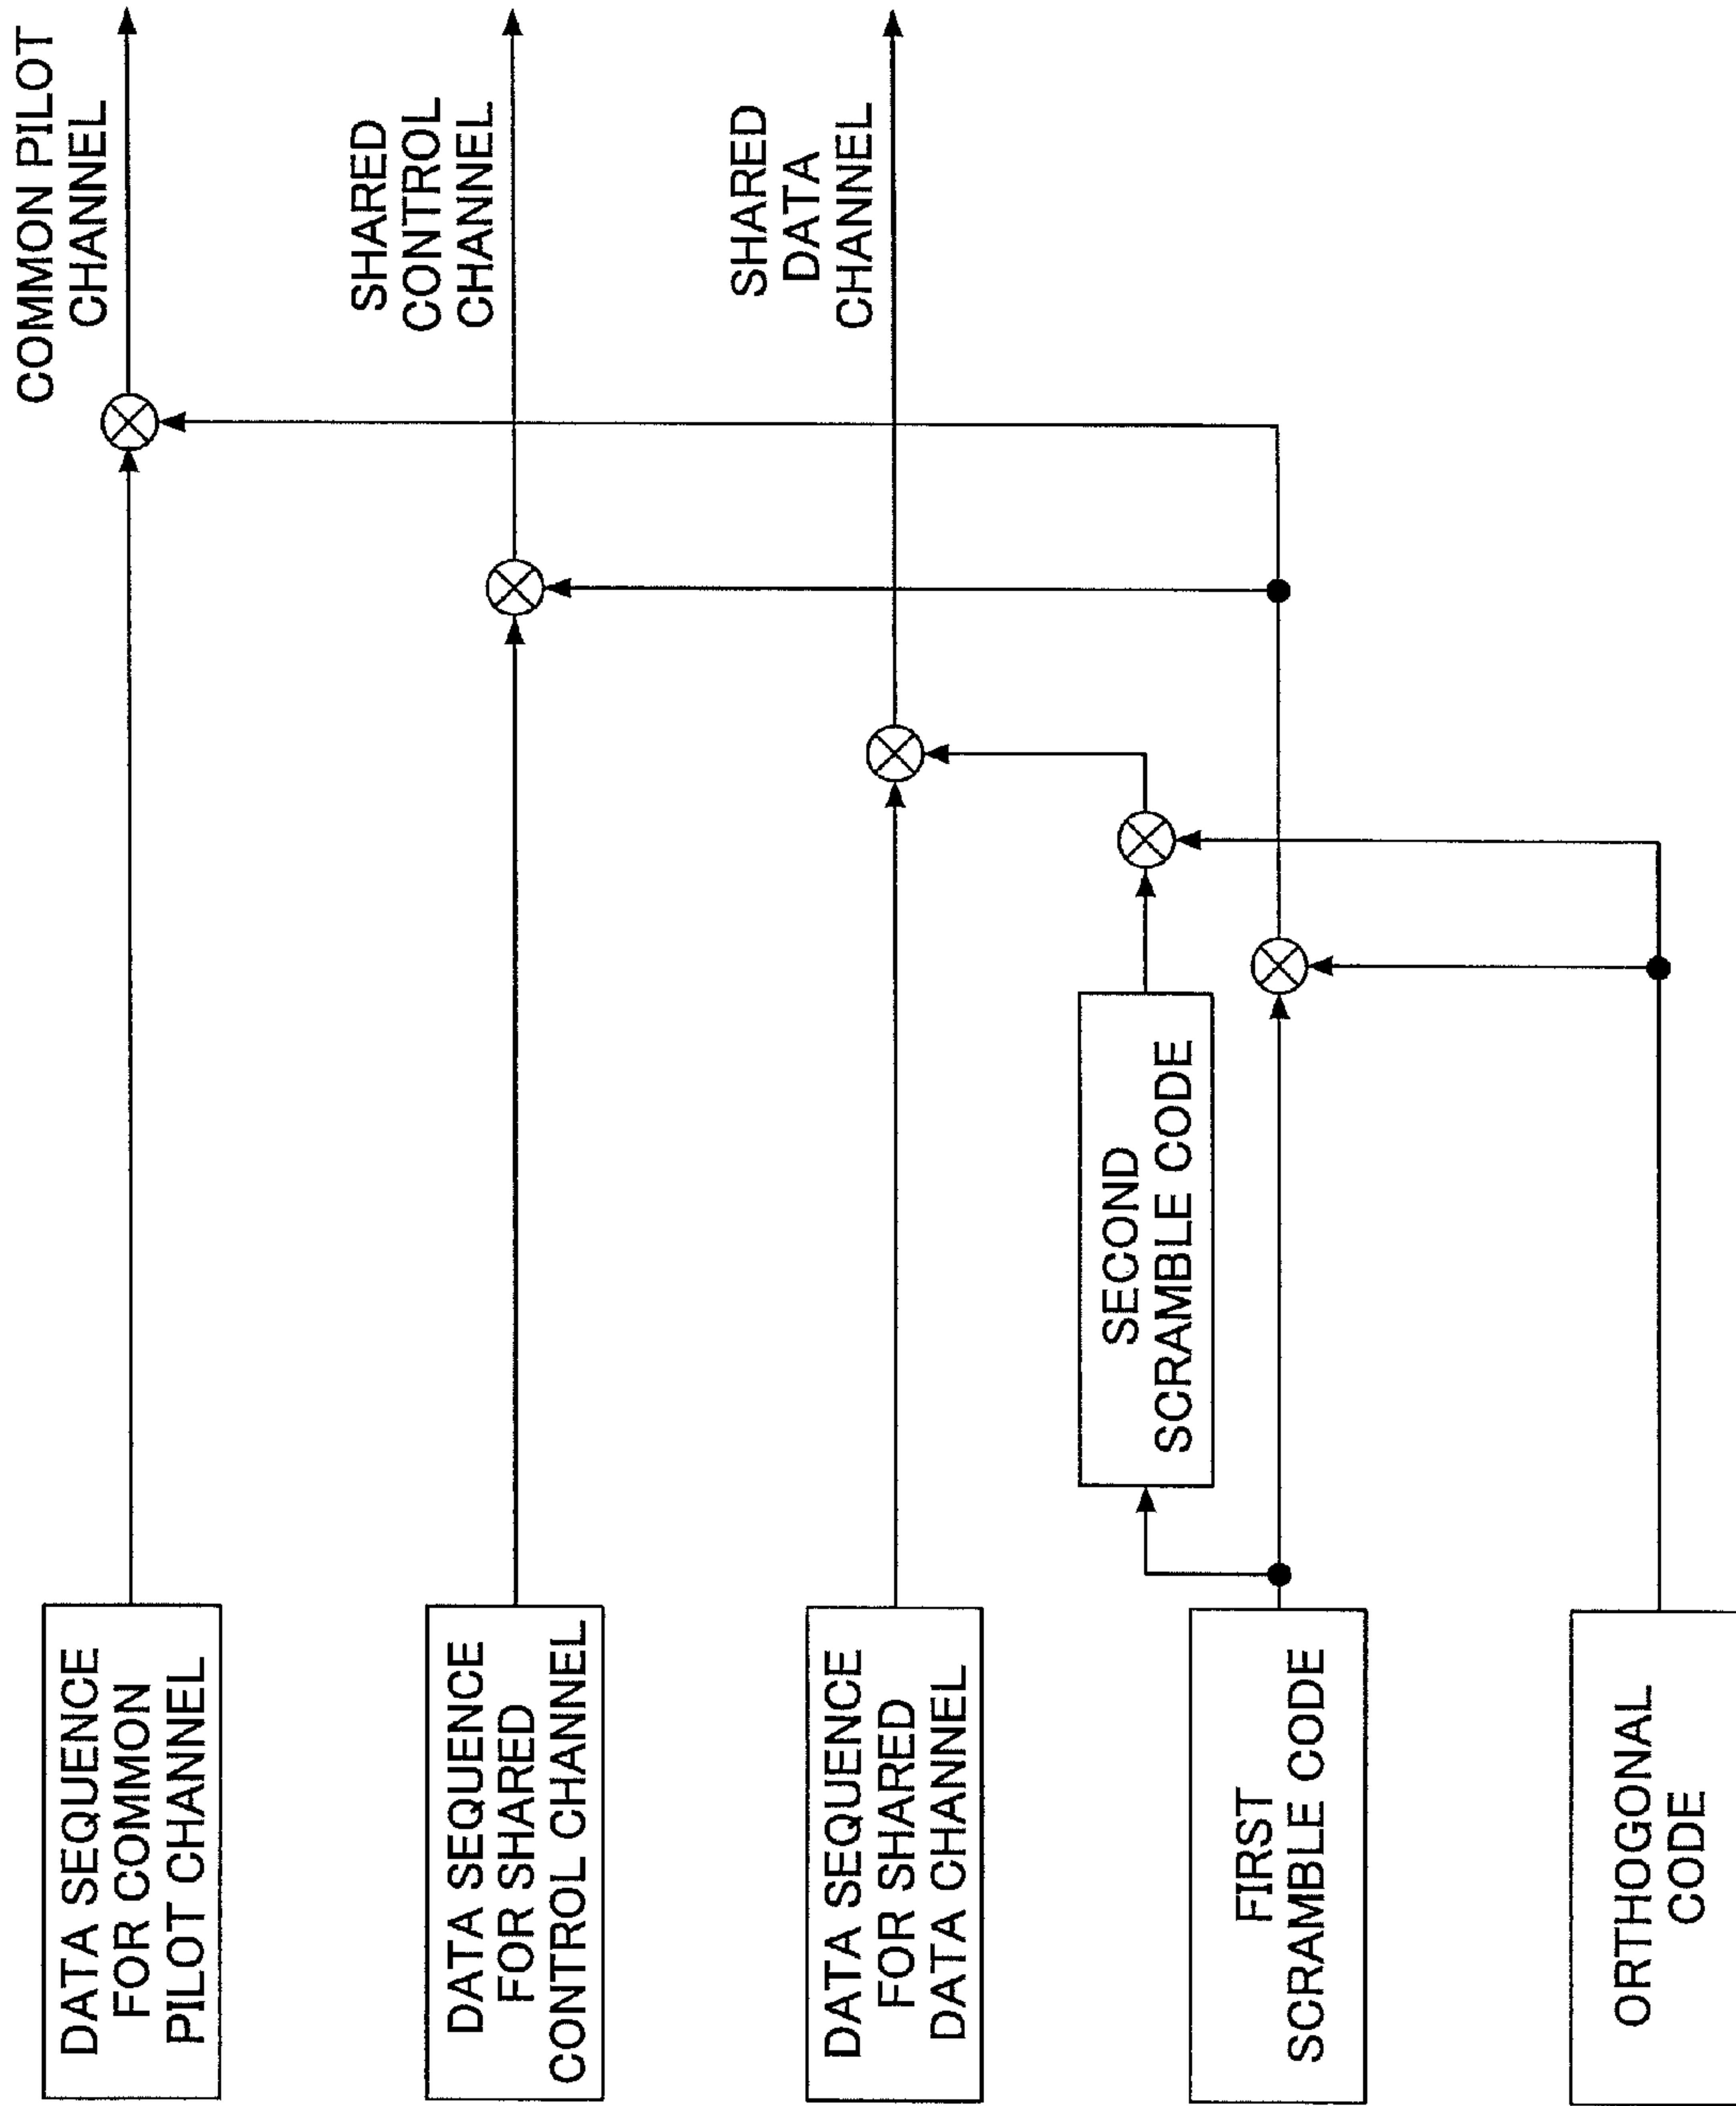 DATA SEQUENCE
FOR COMMON
PILOT CHANNEL
COMMON PILOT
CHANNEL
DATA SEQUENCE
FOR SHARED
CONTROL CHANNEL
SHARED
CONTROL
CHANNEL
DATA SEQUENCE
FOR SHARED
DATA CHANNEL
SHARED
DATA
CHANNEL
SECOND
SCRAMBLE CODE
FIRST
SCRAMBLE CODE
ORTHOGONAL
CODE